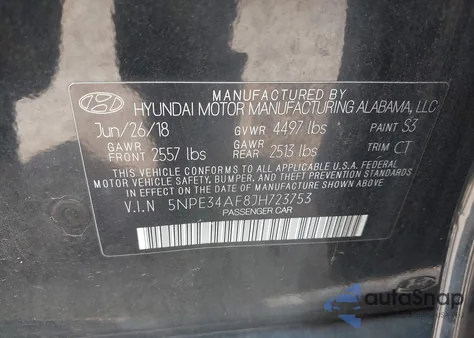 MANUFACTURED BY
HYUNDAI MOTOR MANUFACTURING ALABAMA, LLC
Jun/26/18 GVWR 4497 lbs PAINT S3
GAWR FRONT 2557 lbs GAWR REAR 2513 lbs TRIM CT
THIS VEHICLE CONFORMS TO ALL APPLICABLE U.S.A. FEDERAL
MOTOR VEHICLE SAFETY, BUMPER, AND THEFT PREVENTION STANDARDS
IN EFFECT ON THE DATE OF MANUFACTURE SHOWN ABOVE.
V.I.N 5NPE34AF8JH723753
PASSENGER CAR
autoSnap